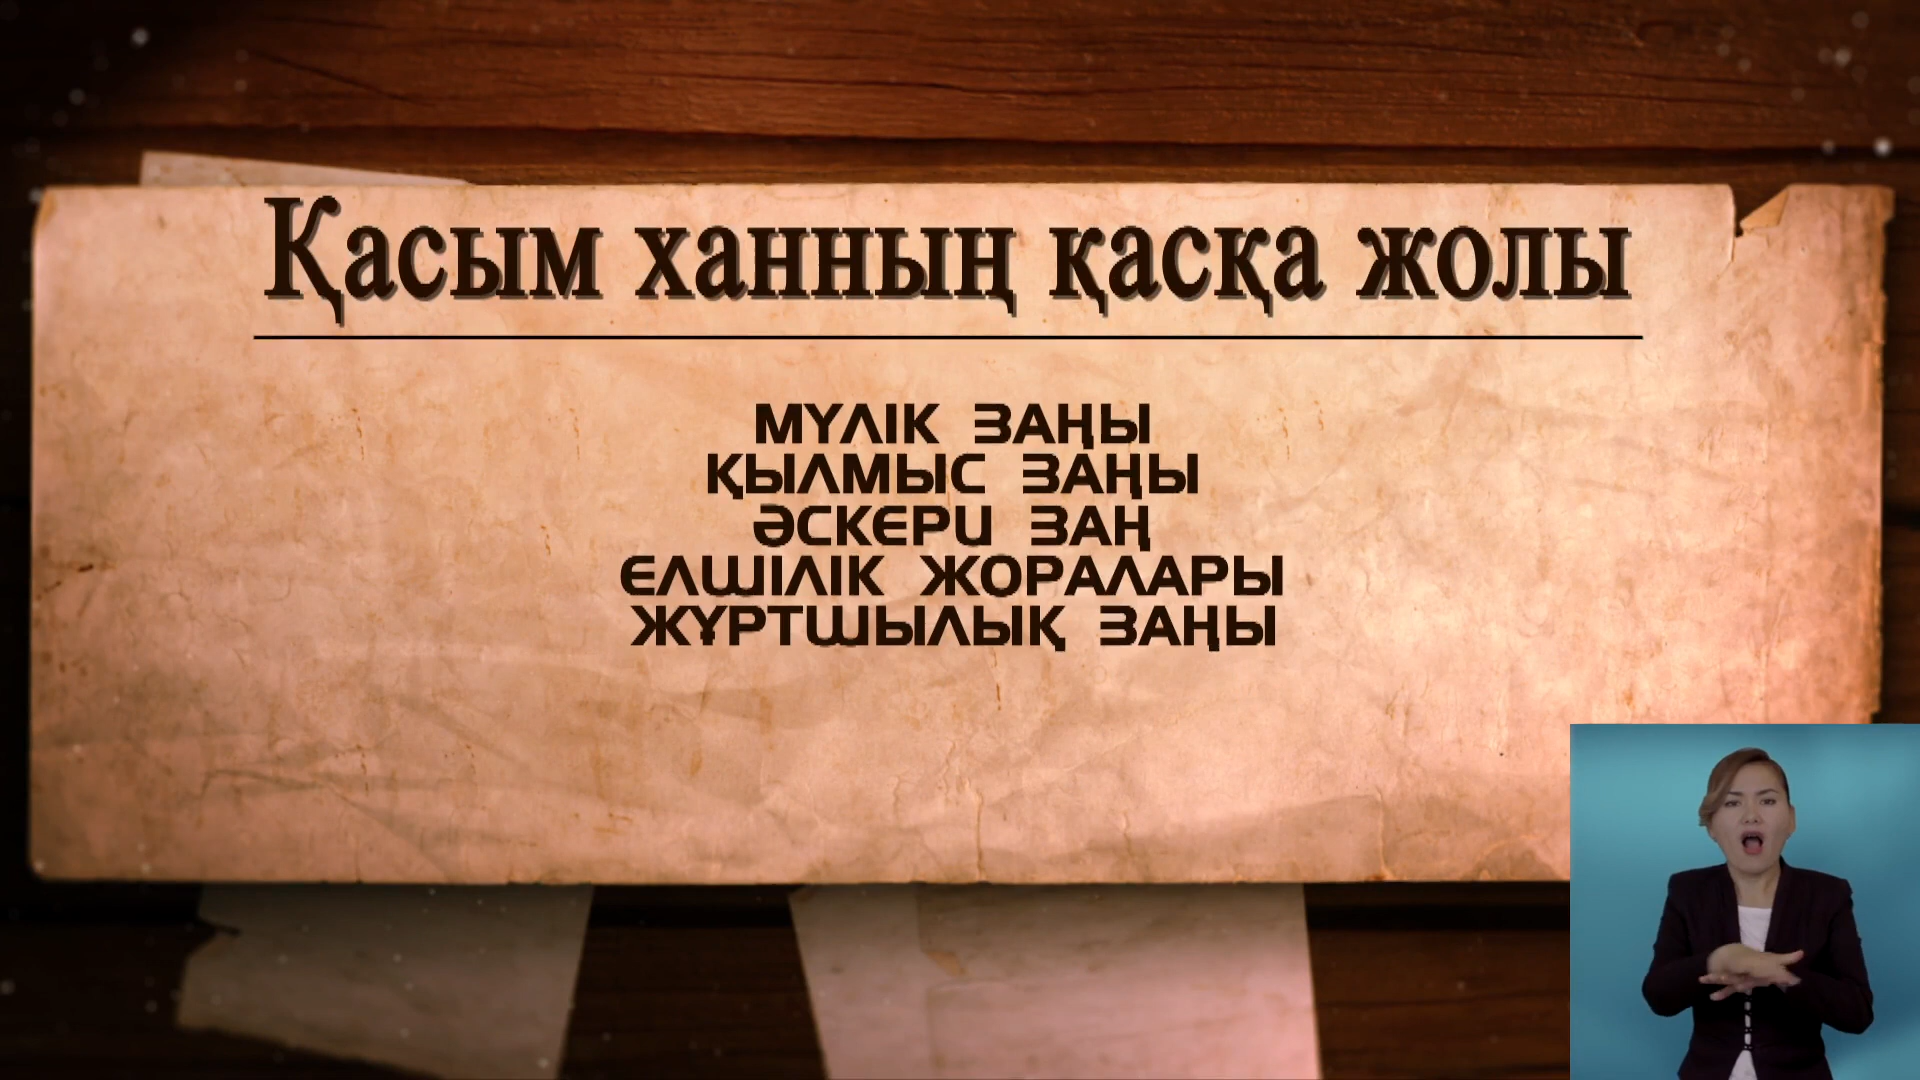 Қасым ханның қасқа жолы
МҮЛІК ЗАҢЫ
ҚЫЛМЫС ЗАҢЫ
ӘСКЕРИ ЗАҢ
ЕЛШІЛІК ЖОРАЛАРЫ
ЖҰРТШЫЛЫҚ ЗАҢЫ